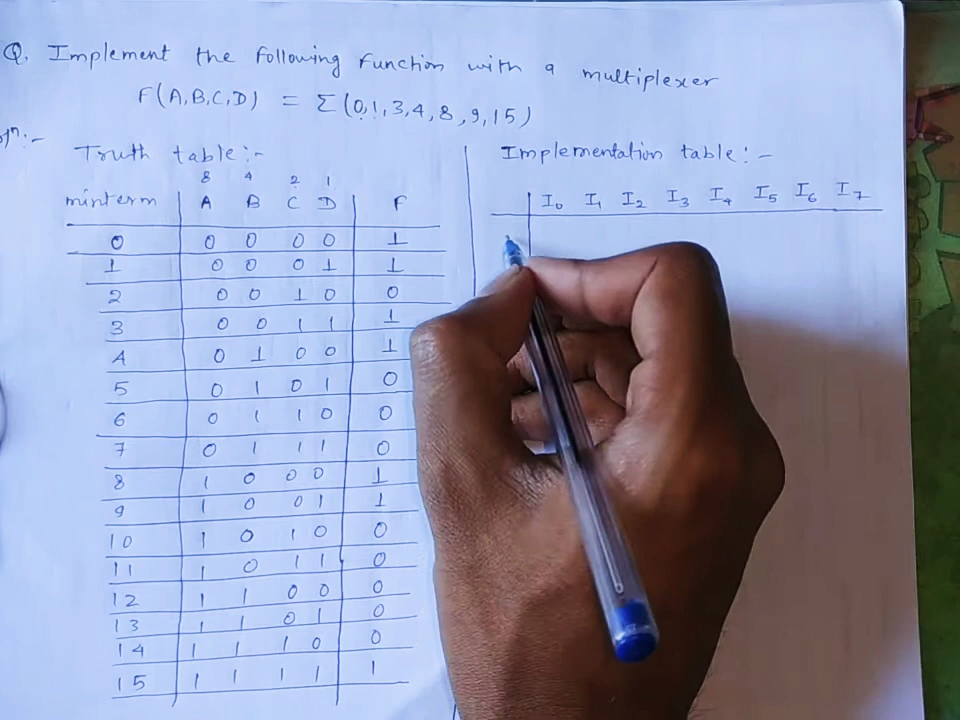 Q. Implement the following function with a multiplexer
F(A,B,C,D) = Σ(0,1,3,4,8,9,15)
Truth table:-
8 4 2 1
minterm A B C D F
0 0 0 0 0 1
1 0 0 0 1 1
2 0 0 1 0 0
3 0 0 1 1 1
4 0 1 0 0 1
5 0 1 0 1 0
6 0 1 1 0 0
7 0 1 1 1 0
8 1 0 0 0 1
9 1 0 0 1 1
10 1 0 1 0 0
11 1 0 1 1 0
12 1 1 0 0 0
13 1 1 0 1 0
14 1 1 1 0 0
15 1 1 1 1 1
Implementation table:-
I₀ I₁ I₂ I₃ I₄ I₅ I₆ I₇